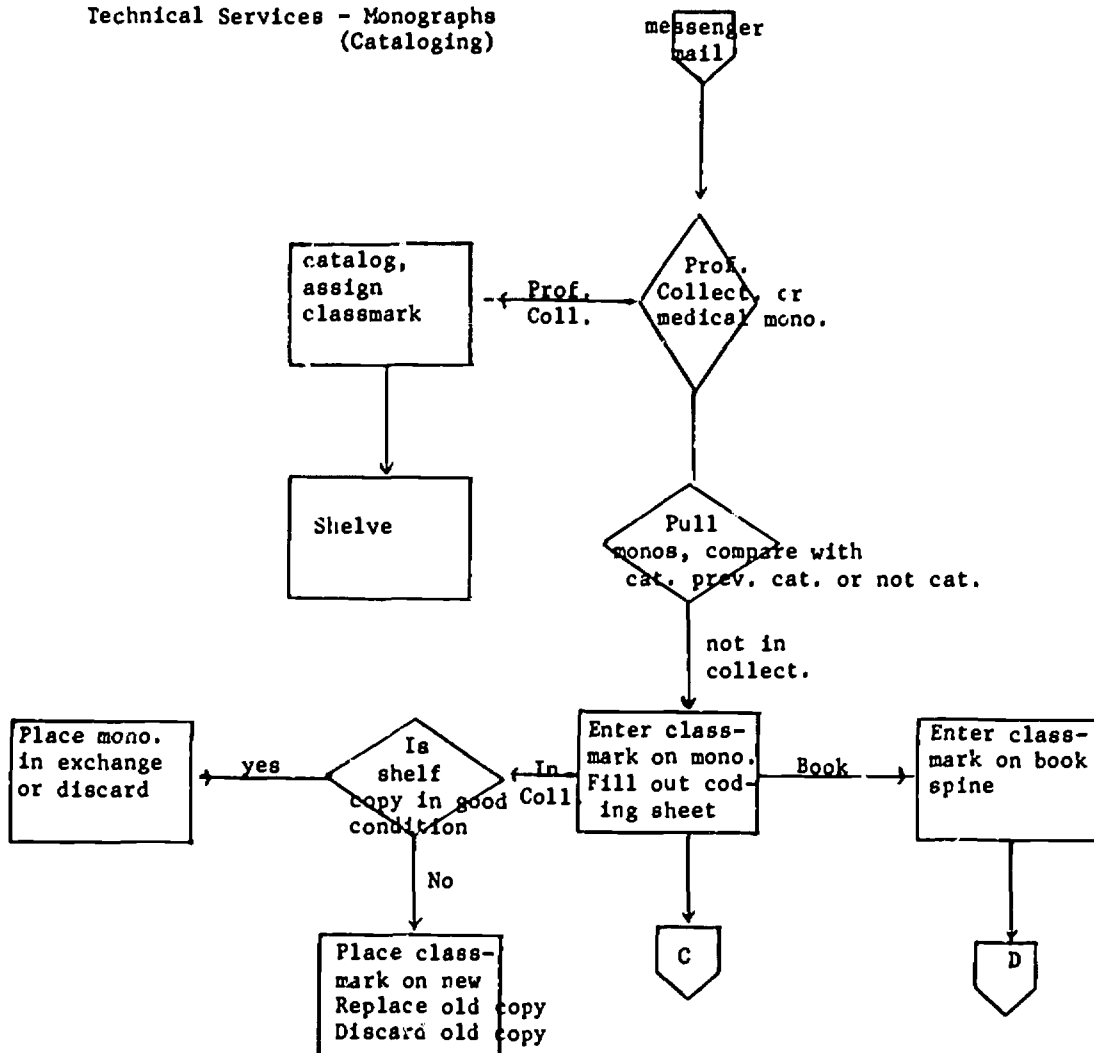 Technical Services - Monographs
(Cataloging)
messenger
mail
catalog,
assign
classmark
Prof.
Coll.
Prof.
Collect. or
medical mono.
Shelve
Pull
monos, compare with
cat. prev. cat. or not cat.
not in
collect.
Place mono.
in exchange
or discard
yes
Is
shelf
copy in good
condition
In
Coll
Enter class-
mark on mono.
Fill out cod-
ing sheet
Book
Enter class-
mark on book
spine
No
Place class-
mark on new
Replace old copy
Discard old copy
C
D